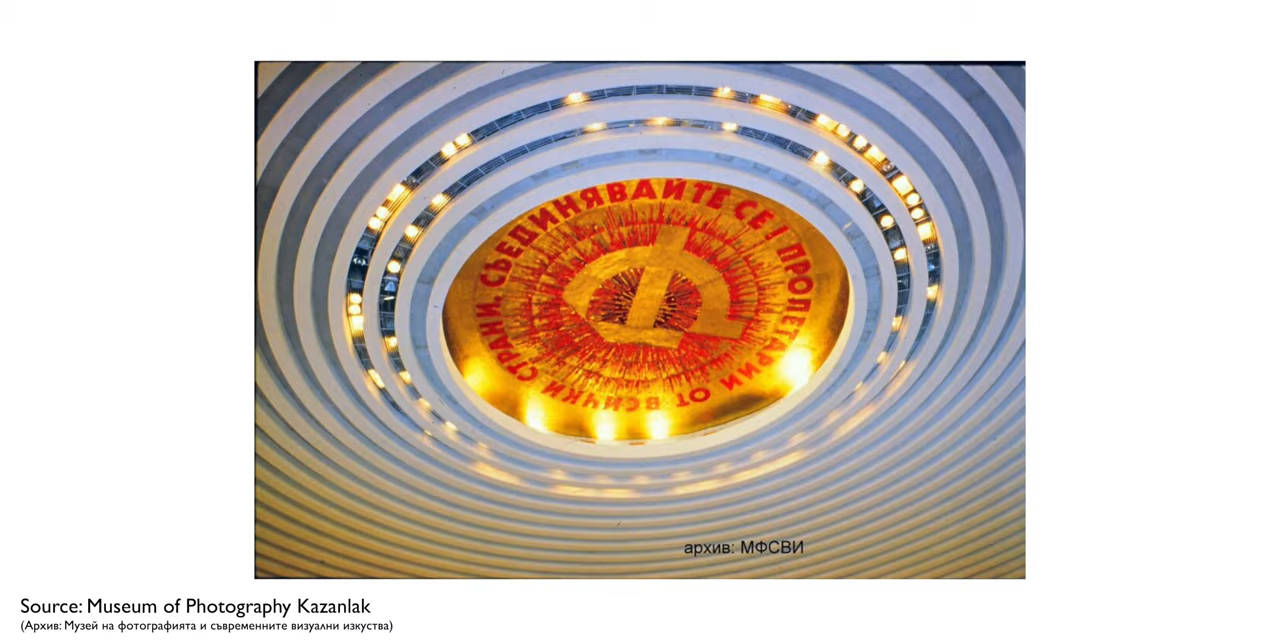 ПРОЛЕТАРИИ ОТ ВСИЧКИ СТРАНИ, СЪЕДИНЯВАЙТЕ СЕ!
архив: МФСВИ
Source: Museum of Photography Kazanlak
(Архив: Музей на фотографията и съвременните визуални изкуства)